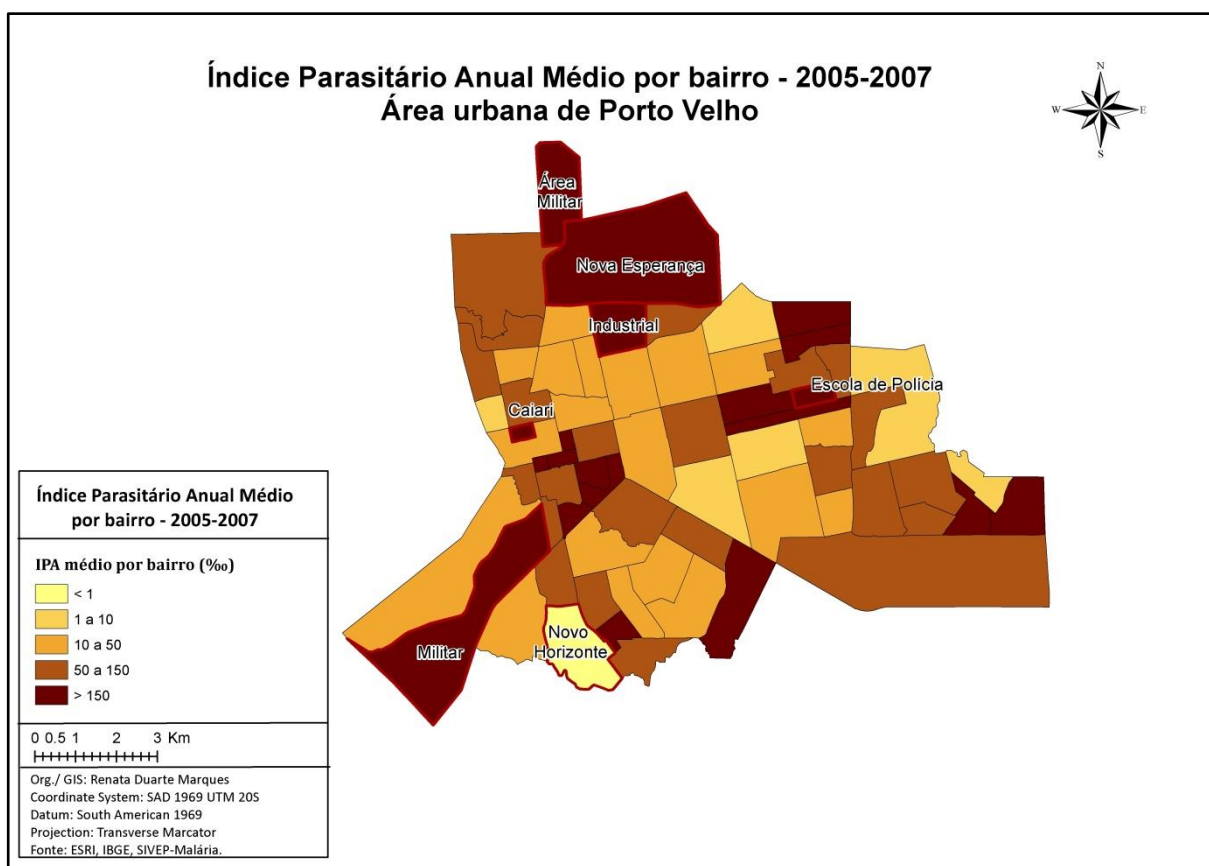 Índice Parasitário Anual Médio por bairro - 2005-2007
Área urbana de Porto Velho
N
W
E
S
Área
Militar
Nova Esperança
Industrial
Escola de Polícia
Caiari
Militar
Novo
Horizonte
Índice Parasitário Anual Médio
por bairro - 2005-2007
IPA médio por bairro (‰)
< 1
1 a 10
10 a 50
50 a 150
> 150
0 0.5 1 2 3 Km
Org./ GIS: Renata Duarte Marques
Coordinate System: SAD 1969 UTM 20S
Datum: South American 1969
Projection: Transverse Marcator
Fonte: ESRI, IBGE, SIVEP-Malária.